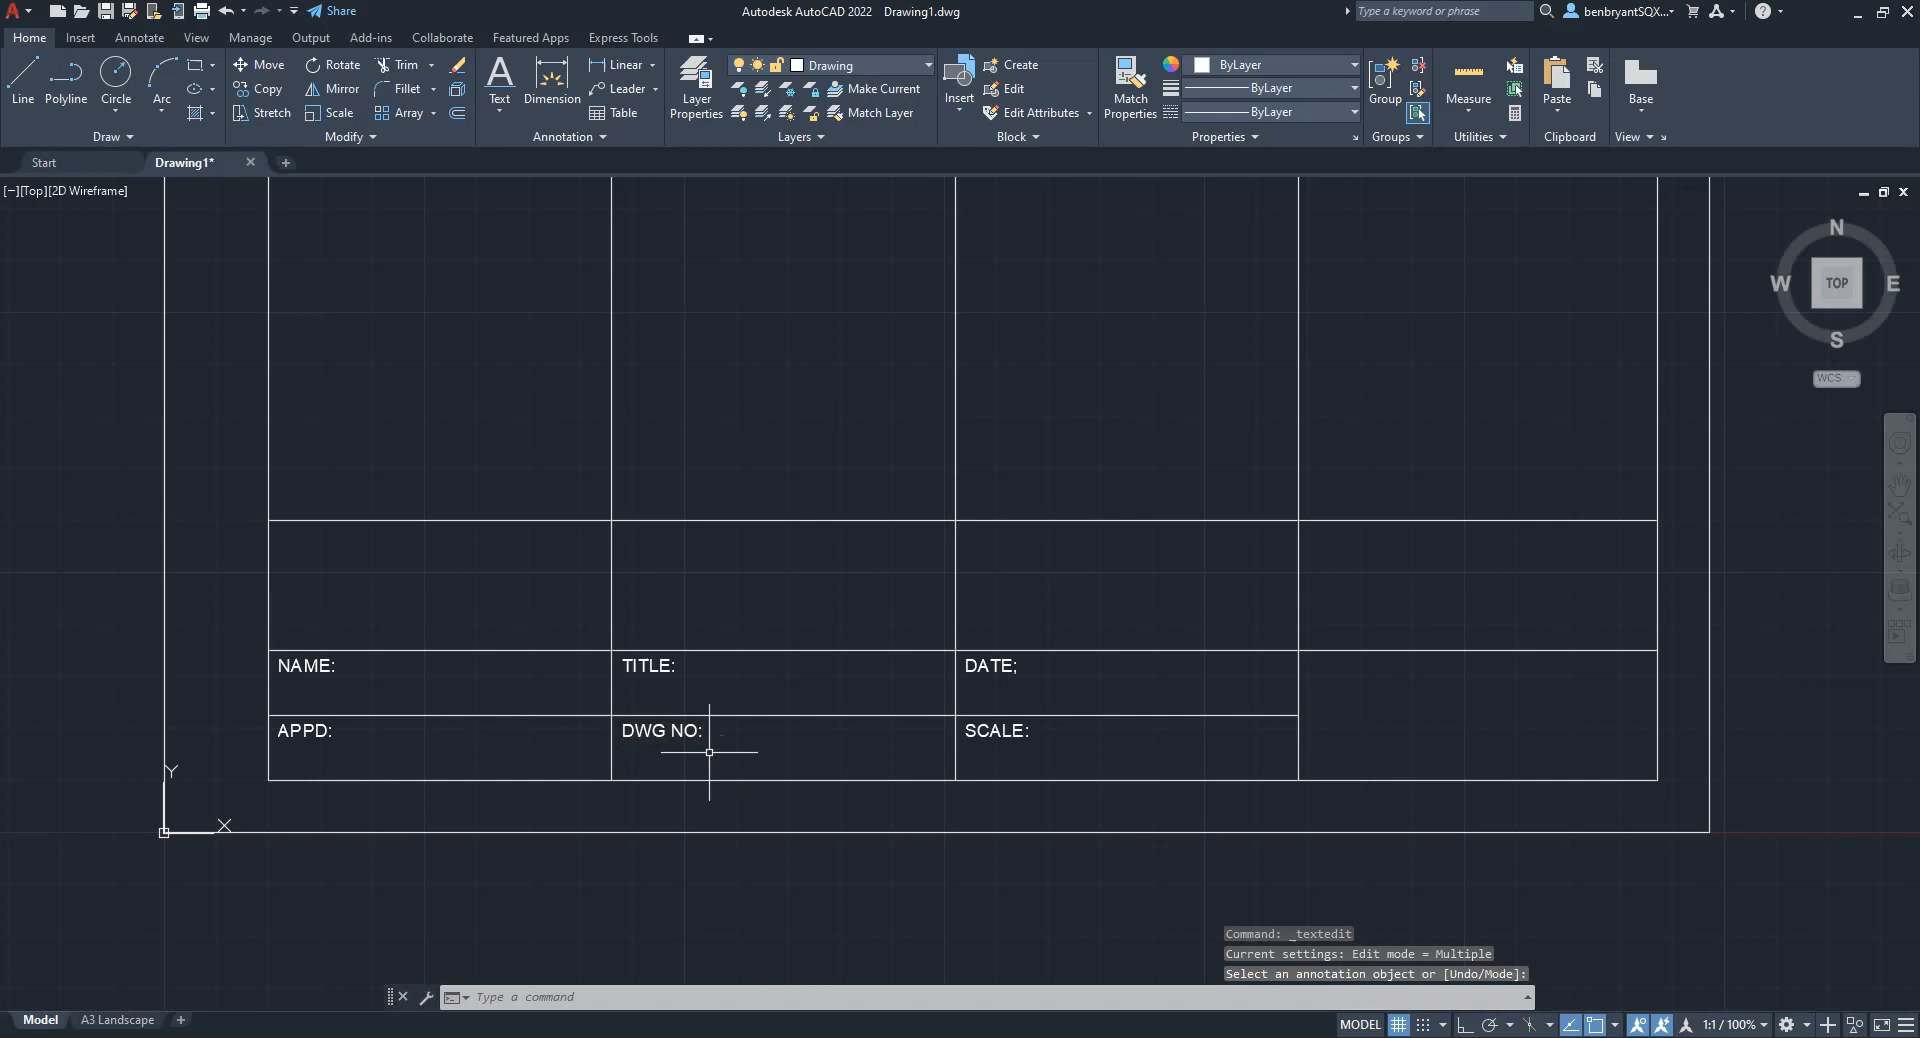 Share
Autodesk AutoCAD 2022 Drawing1.dwg
Type a keyword or phrase
benbryantSQX...
Home Insert Annotate View Manage Output Add-ins Collaborate Featured Apps Express Tools
Line Polyline Circle Arc
Move Rotate Trim
Copy Mirror Fillet
Stretch Scale Array
Text Dimension
Linear
Leader
Table
Layer Properties
Drawing
Make Current
Match Layer
Insert
Create
Edit
Edit Attributes
Match Properties
ByLayer
ByLayer
ByLayer
Group
Measure
Paste
Base
Draw Modify Annotation Layers Block Properties Groups Utilities Clipboard View
Start Drawing1*
[−][Top][2D Wireframe]
N
W TOP E
S
WCS
NAME: TITLE: DATE;
APPD: DWG NO: SCALE:
Y
X
Command: _textedit
Current settings: Edit mode = Multiple
Select an annotation object or [Undo/Mode]:
Type a command
Model A3 Landscape
MODEL 1:1 / 100%